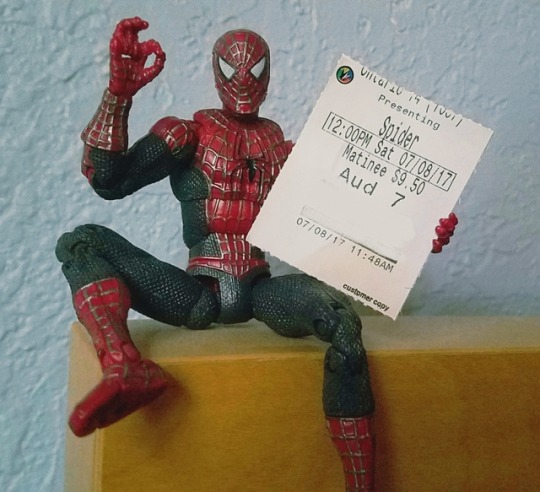 Presenting
Spider
12:00PM Sat 07/08/17
Matinee $9.50
Aud 7
07/08/17 11:48AM
customer copy